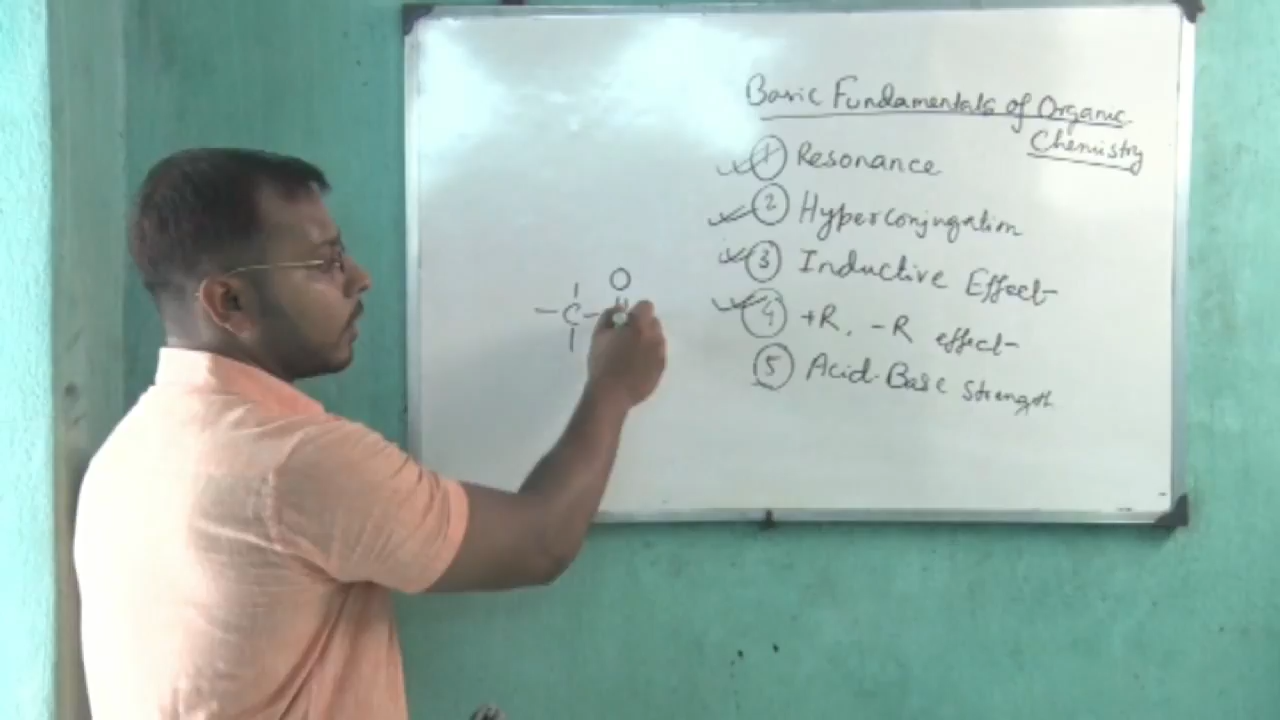 Basic Fundamentals of Organic
Chemistry
1 Resonance
2 Hyperconjugation
3 Inductive Effect
4 +R, -R effect
5 Acid-Base Strength
O
- C -